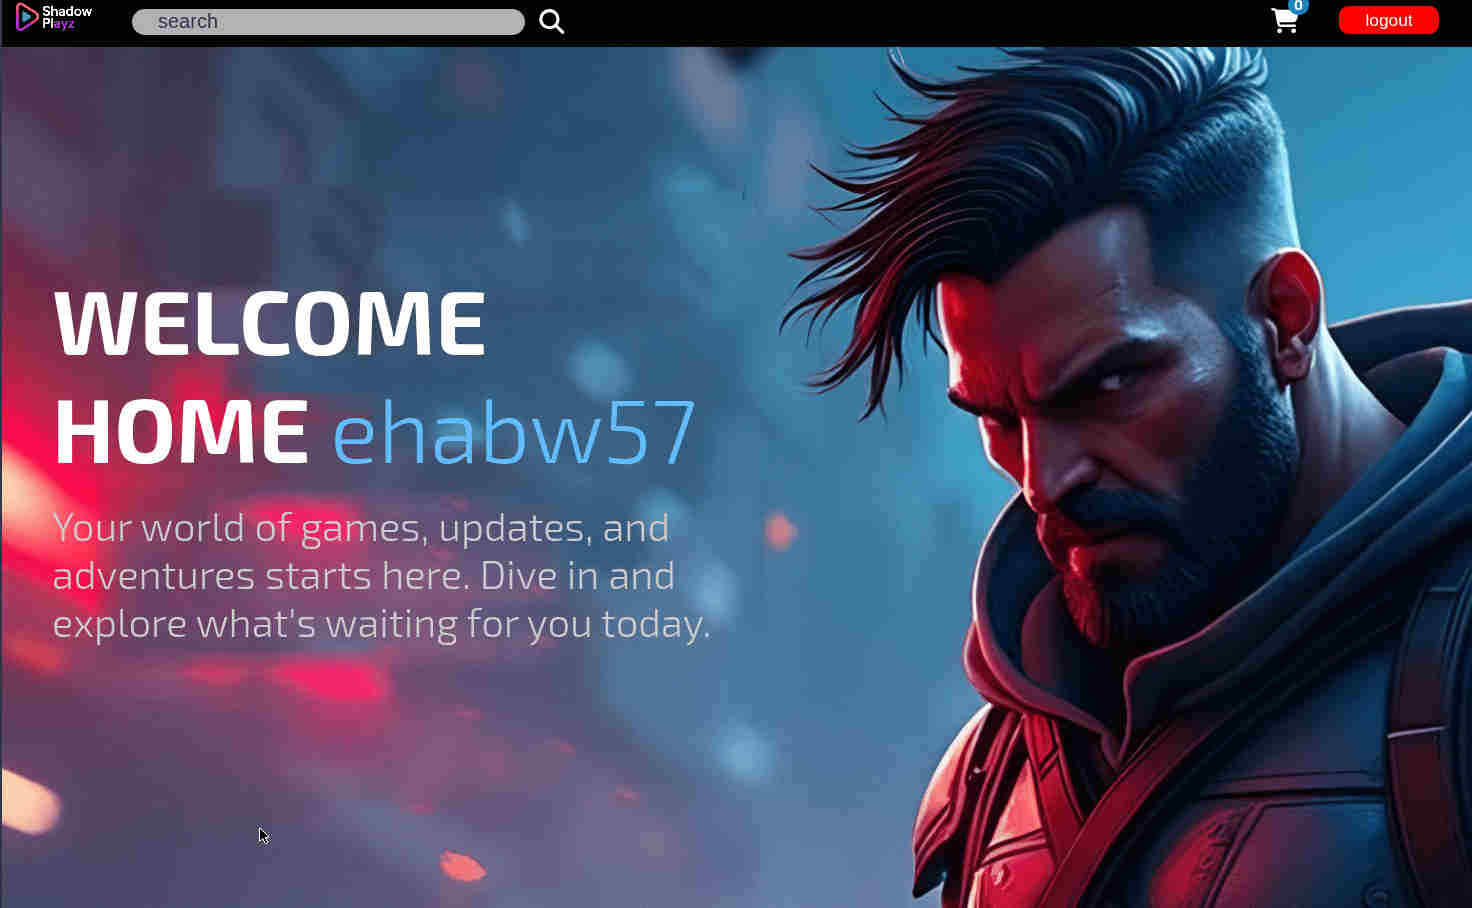 Shadow
Playz
search
0
logout
WELCOME
HOME ehabw57
Your world of games, updates, and
adventures starts here. Dive in and
explore what's waiting for you today.